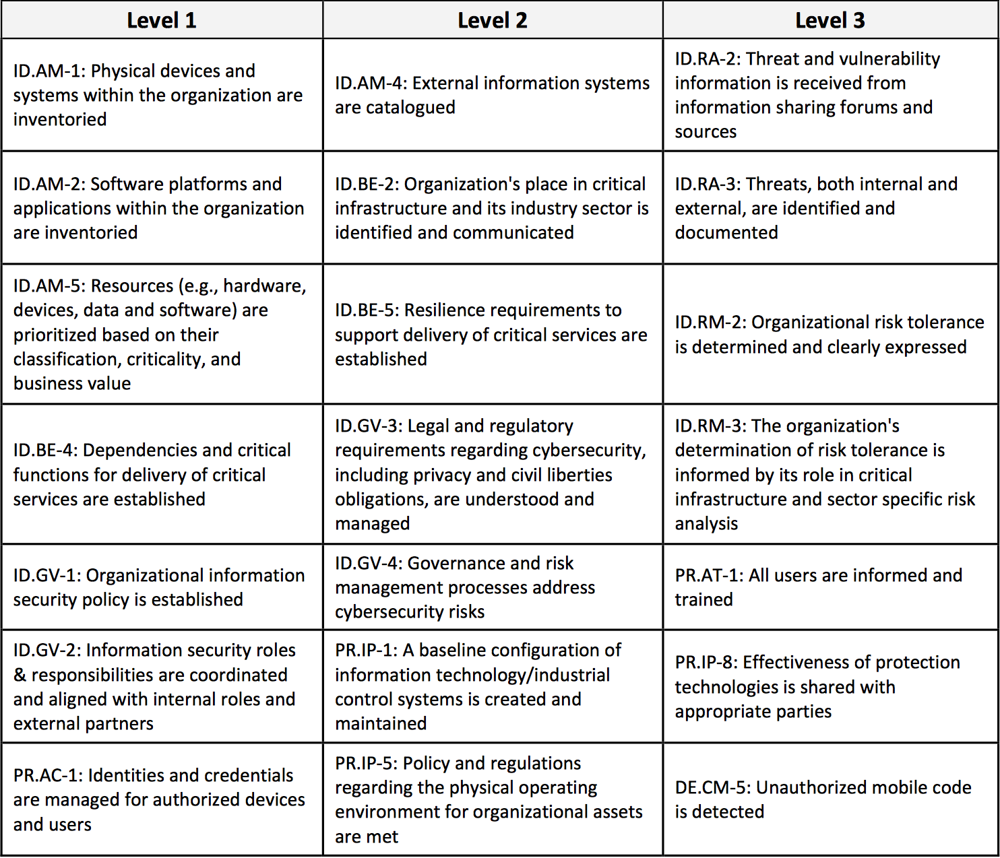 Level 1
Level 2
Level 3
ID.AM-1: Physical devices and
systems within the organization are
inventoried
ID.AM-4: External information systems
are catalogued
ID.RA-2: Threat and vulnerability
information is received from
information sharing forums and
sources
ID.AM-2: Software platforms and
applications within the organization
are inventoried
ID.BE-2: Organization's place in critical
infrastructure and its industry sector is
identified and communicated
ID.RA-3: Threats, both internal and
external, are identified and
documented
ID.AM-5: Resources (e.g., hardware,
devices, data and software) are
prioritized based on their
classification, criticality, and
business value
ID.BE-5: Resilience requirements to
support delivery of critical services are
established
ID.RM-2: Organizational risk tolerance
is determined and clearly expressed
ID.BE-4: Dependencies and critical
functions for delivery of critical
services are established
ID.GV-3: Legal and regulatory
requirements regarding cybersecurity,
including privacy and civil liberties
obligations, are understood and
managed
ID.RM-3: The organization's
determination of risk tolerance is
informed by its role in critical
infrastructure and sector specific risk
analysis
ID.GV-1: Organizational information
security policy is established
ID.GV-4: Governance and risk
management processes address
cybersecurity risks
PR.AT-1: All users are informed and
trained
ID.GV-2: Information security roles
& responsibilities are coordinated
and aligned with internal roles and
external partners
PR.IP-1: A baseline configuration of
information technology/industrial
control systems is created and
maintained
PR.IP-8: Effectiveness of protection
technologies is shared with
appropriate parties
PR.AC-1: Identities and credentials
are managed for authorized devices
and users
PR.IP-5: Policy and regulations
regarding the physical operating
environment for organizational assets
are met
DE.CM-5: Unauthorized mobile code
is detected